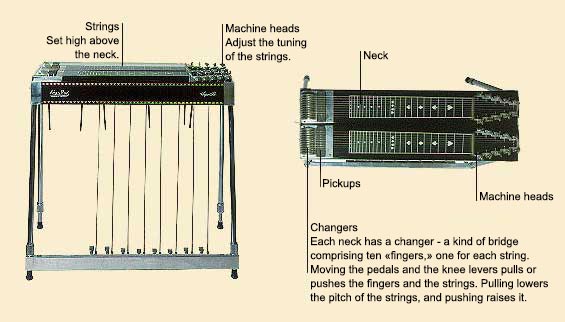 Strings
Set high above
the neck.
Machine heads
Adjust the tuning
of the strings.
Neck
Pickups
Machine heads
Changers
Each neck has a changer - a kind of bridge
comprising ten «fingers,» one for each string.
Moving the pedals and the knee levers pulls or
pushes the fingers and the strings. Pulling lowers
the pitch of the strings, and pushing raises it.